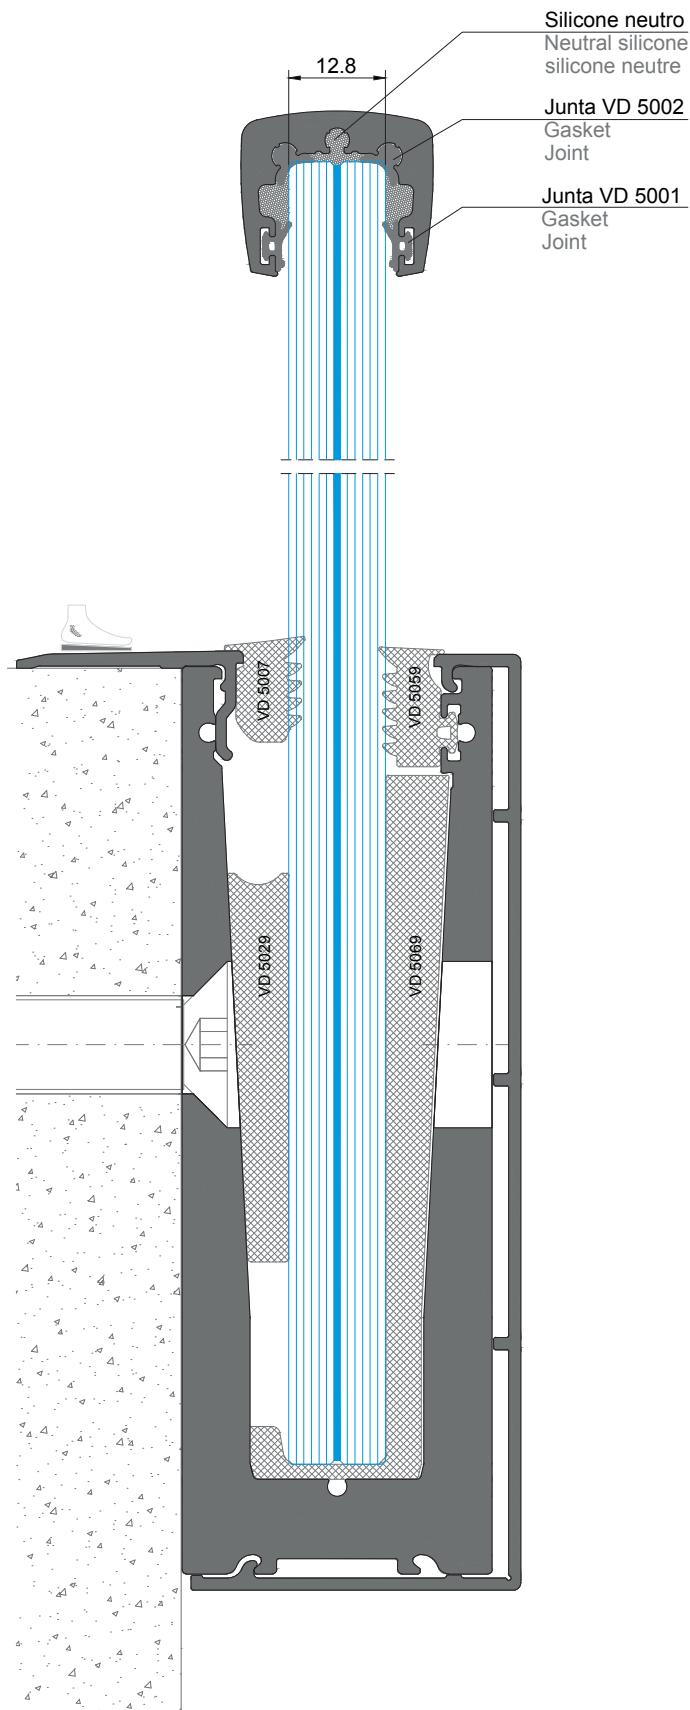 Silicone neutro
Neutral silicone
silicone neutre
12.8
Junta VD 5002
Gasket
Joint
Junta VD 5001
Gasket
Joint
VD 5007
VD 5059
VD 5029
VD 5069